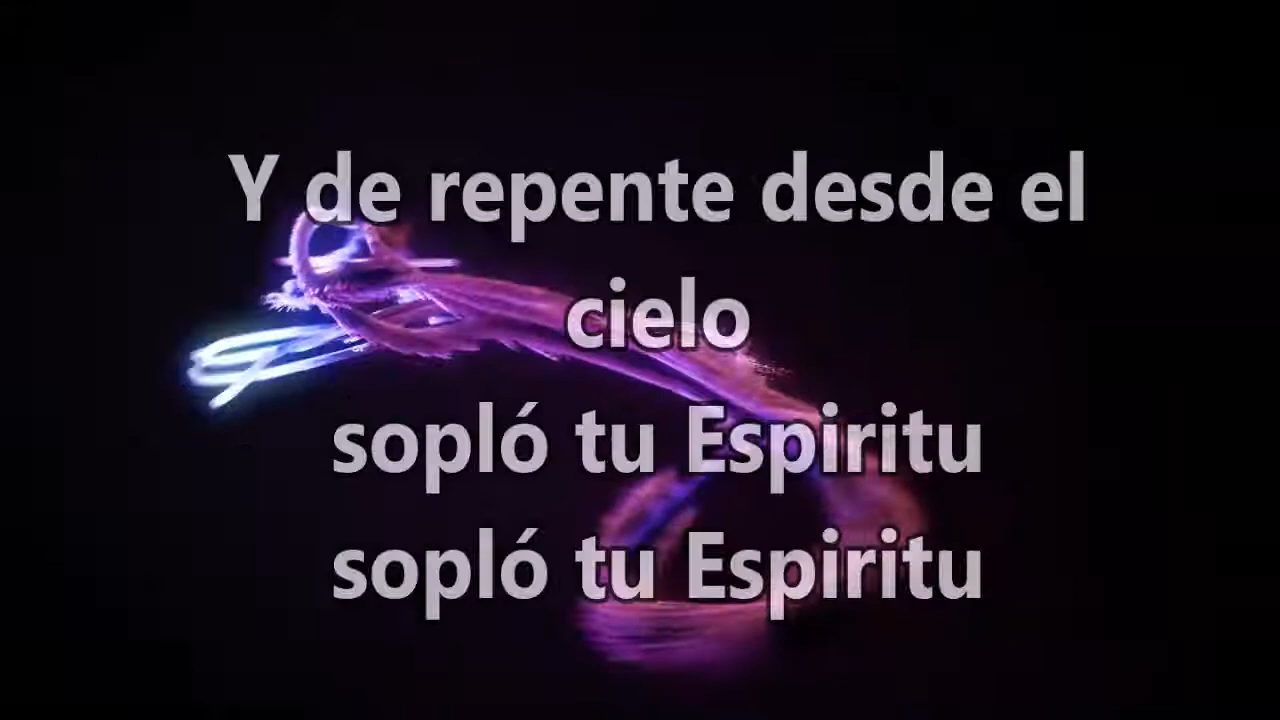 Y de repente desde el
cielo
sopló tu Espiritu
sopló tu Espiritu